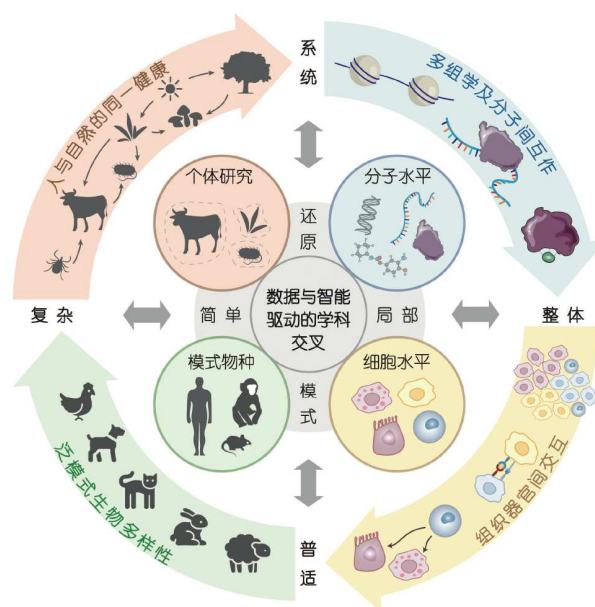 系
统
人与自然的同一健康
多组学及分子间互作
个体研究
分子水平
还
原
复杂
简单
数据与智能
驱动的学科
交叉
局部
整体
模式物种
细胞水平
模
式
泛模式生物多样性
组织器官间交互
普
适